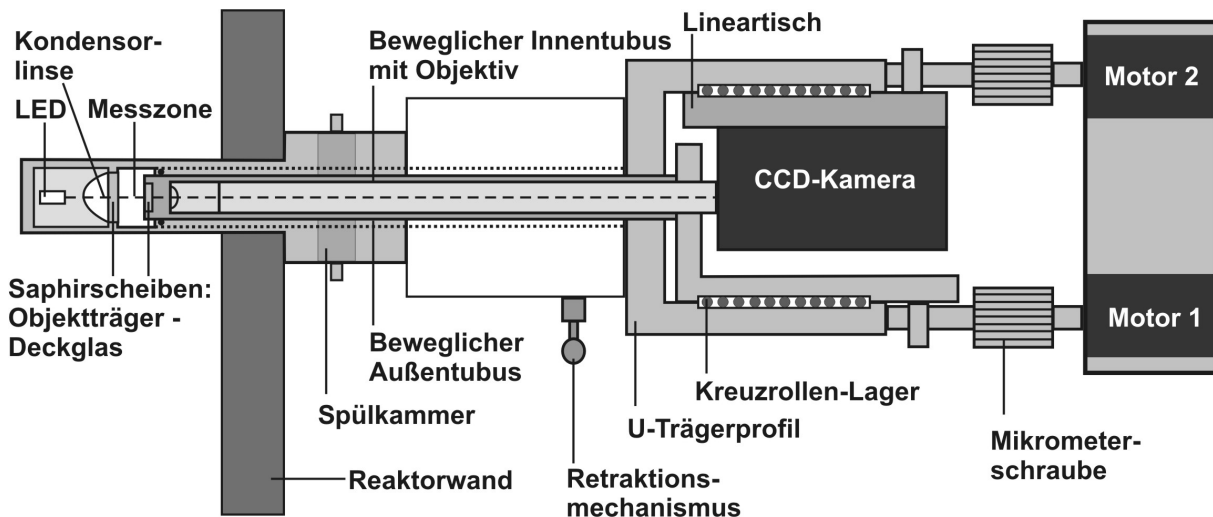 Kondensor-
linse
LED
Messzone
Beweglicher Innentubus
mit Objektiv
Lineartisch
Motor 2
CCD-Kamera
Saphirscheiben:
Objektträger -
Deckglas
Beweglicher
Außentubus
Spülkammer
Reaktorwand
Retraktions-
mechanismus
Kreuzrollen-Lager
U-Trägerprofil
Motor 1
Mikrometer-
schraube